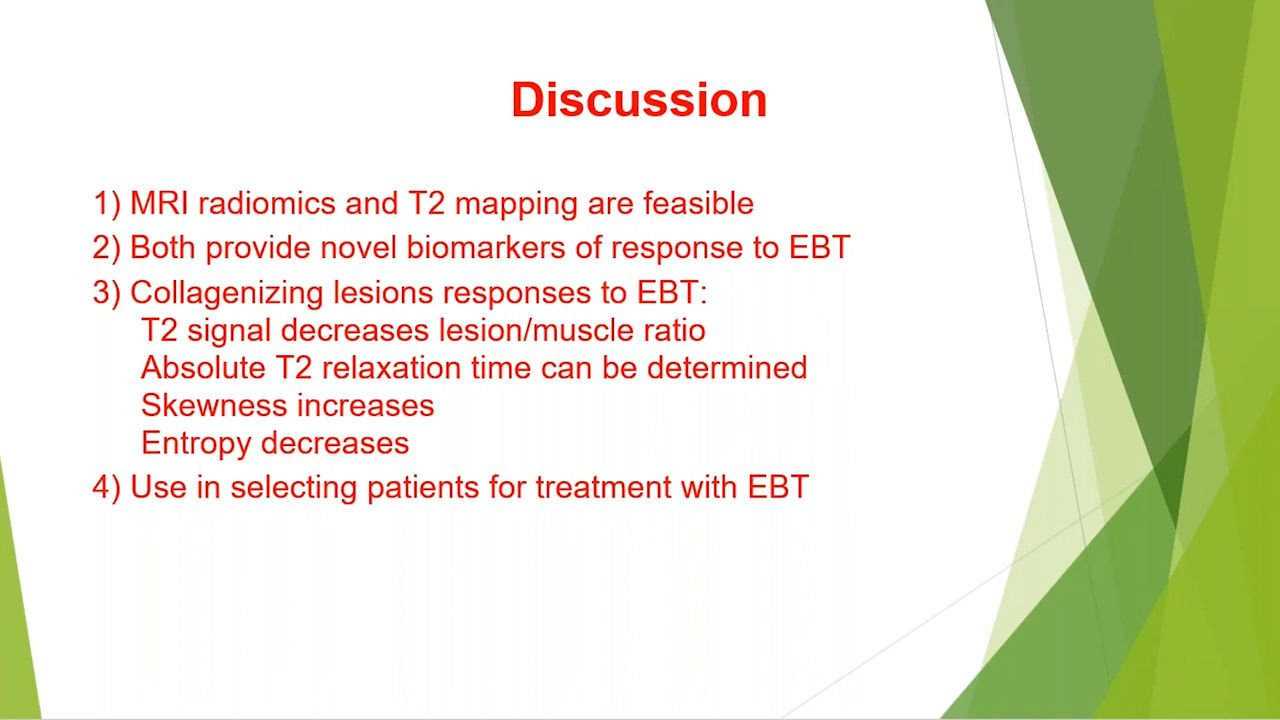 Discussion
1) MRI radiomics and T2 mapping are feasible
2) Both provide novel biomarkers of response to EBT
3) Collagenizing lesions responses to EBT:
T2 signal decreases lesion/muscle ratio
Absolute T2 relaxation time can be determined
Skewness increases
Entropy decreases
4) Use in selecting patients for treatment with EBT